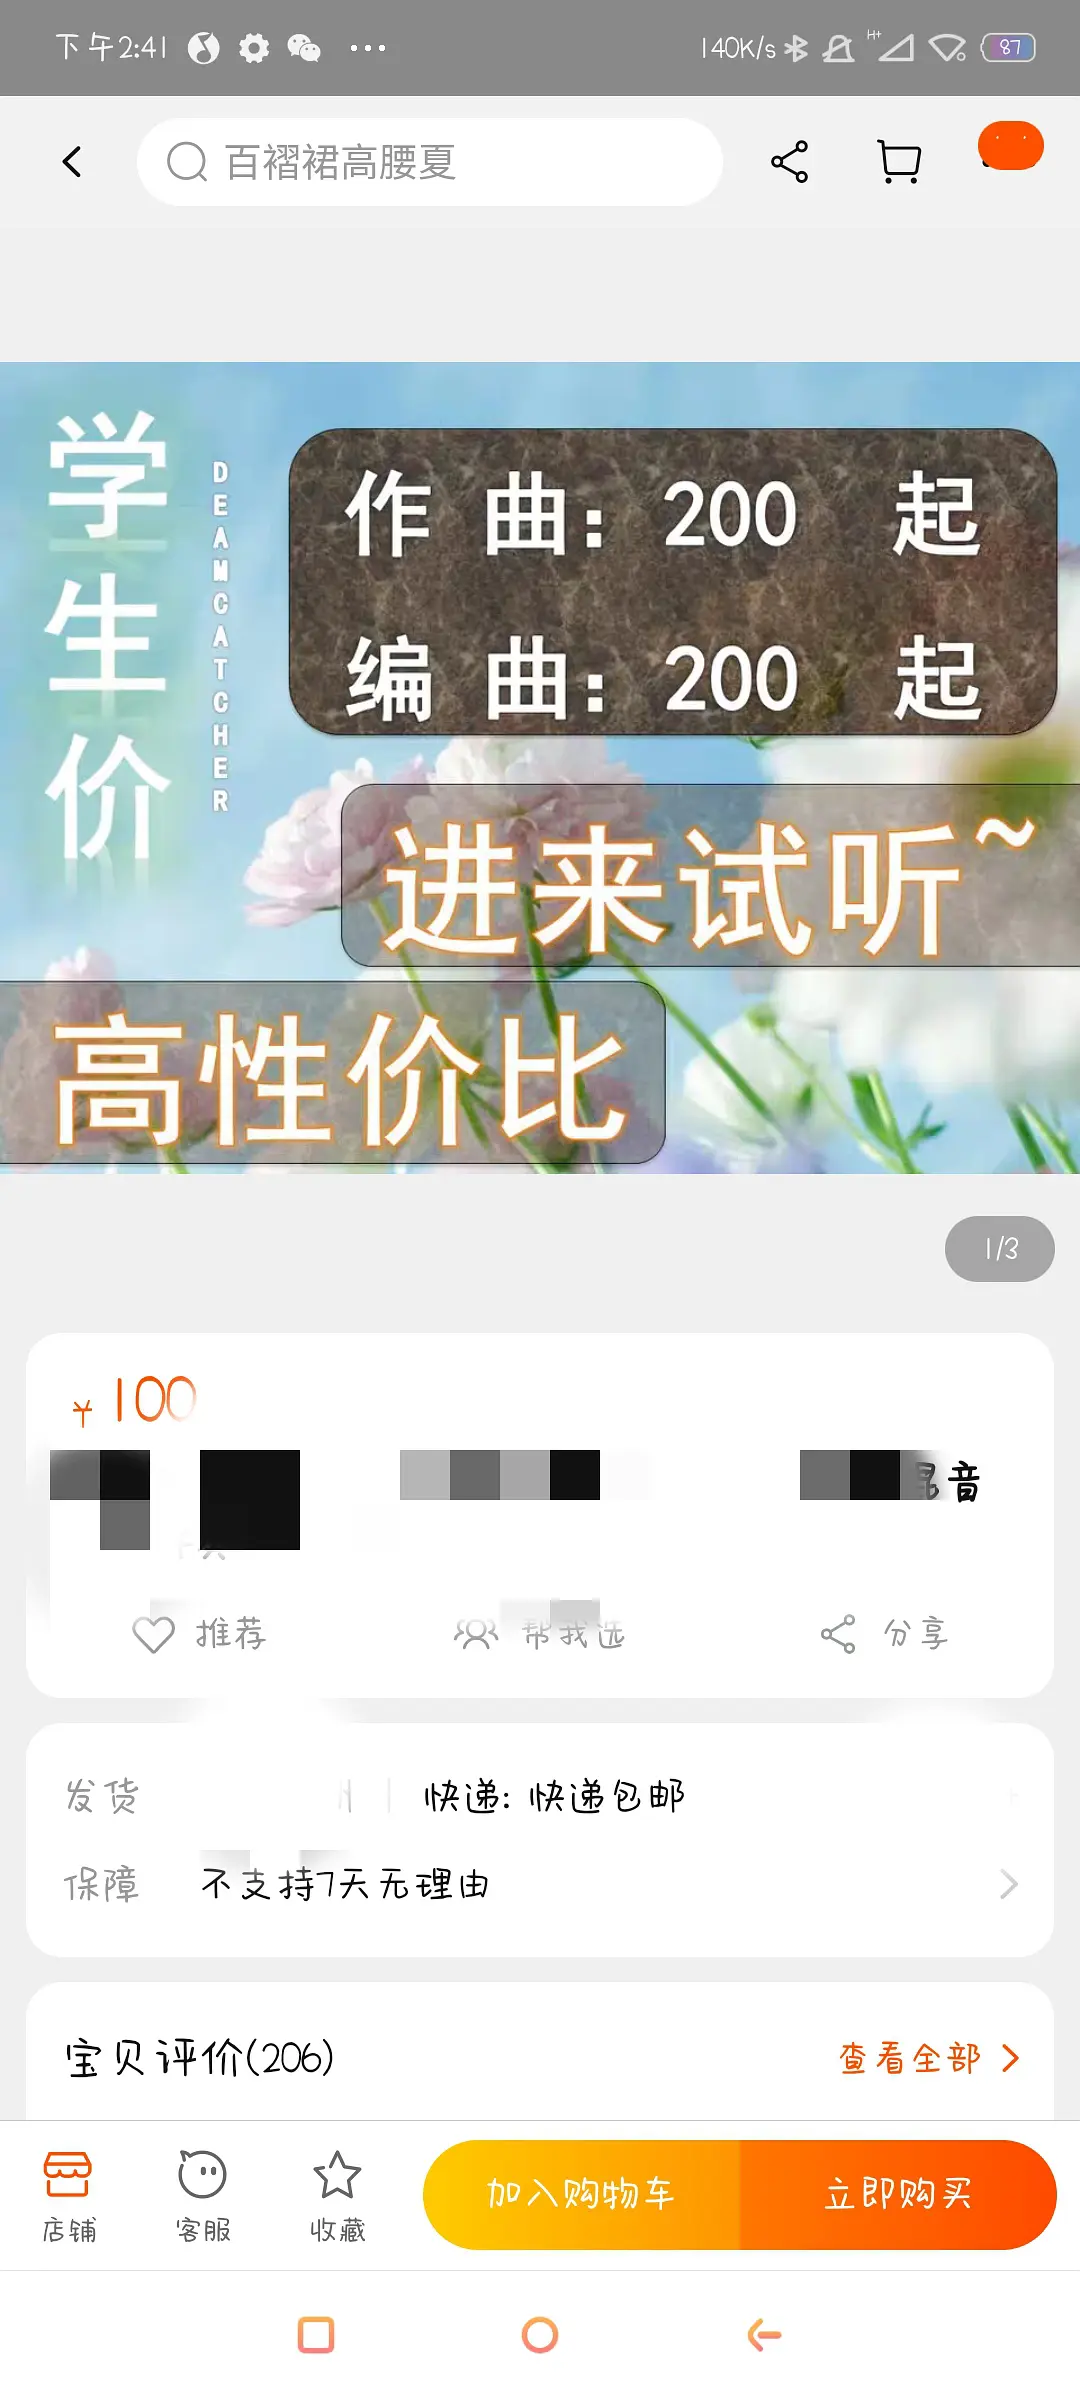 下午2:41
140K/s
H+
87
百褶裙高腰夏
学生价
DEAMCATCHER
作曲：200 起
编曲：200 起
进来试听~
高性价比
1/3
¥100
音
推荐
帮我选
分享
发货
快递: 快递包邮
保障
不支持7天无理由
宝贝评价(206)
查看全部
店铺
客服
收藏
加入购物车
立即购买